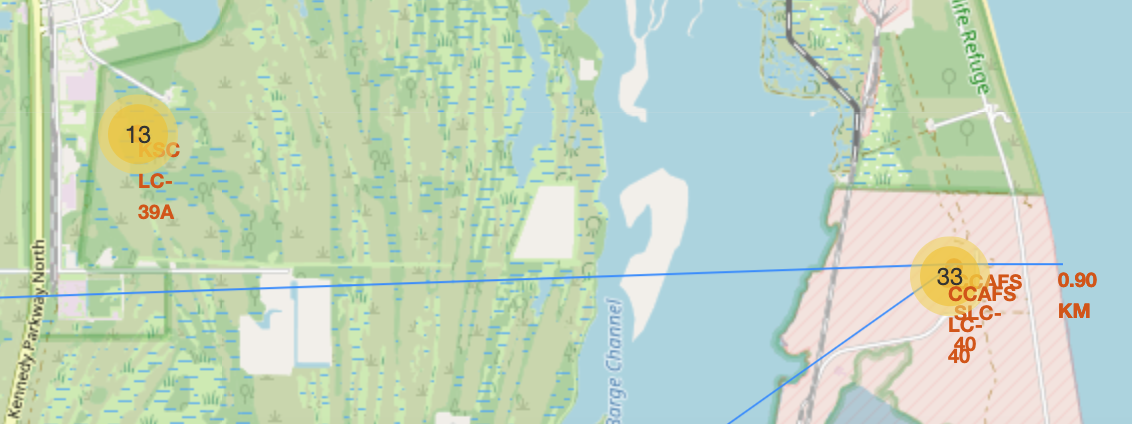 life Refuge
13
KSC
LC-
39A
Kennedy Parkway North
Barge Channel
33
CCAFS
CCAFS
SLC-
LC-
40
40
0.90
KM